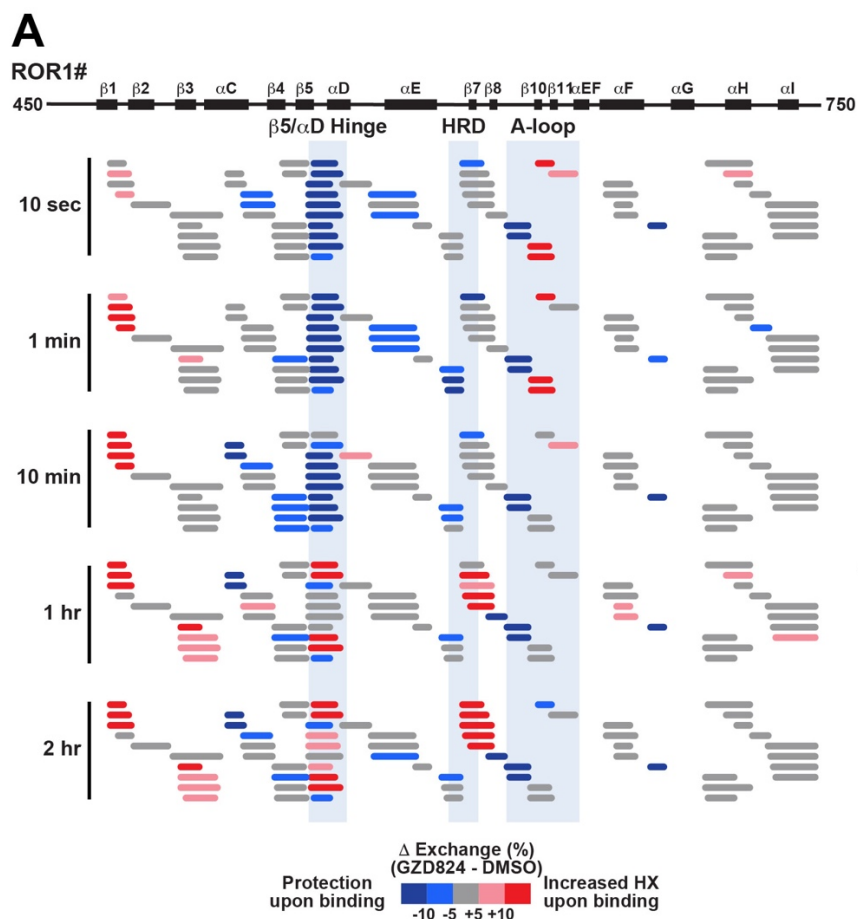 A
ROR1#
β1 β2 β3 αC β4 β5 αD αE β7 β8 β10 β11 αEF αF αG αH αI
450 750
β5/αD Hinge HRD A-loop
10 sec
1 min
10 min
1 hr
2 hr
Δ Exchange (%)
(GZD824 - DMSO)
Protection upon binding
Increased HX upon binding
-10 -5 +5 +10